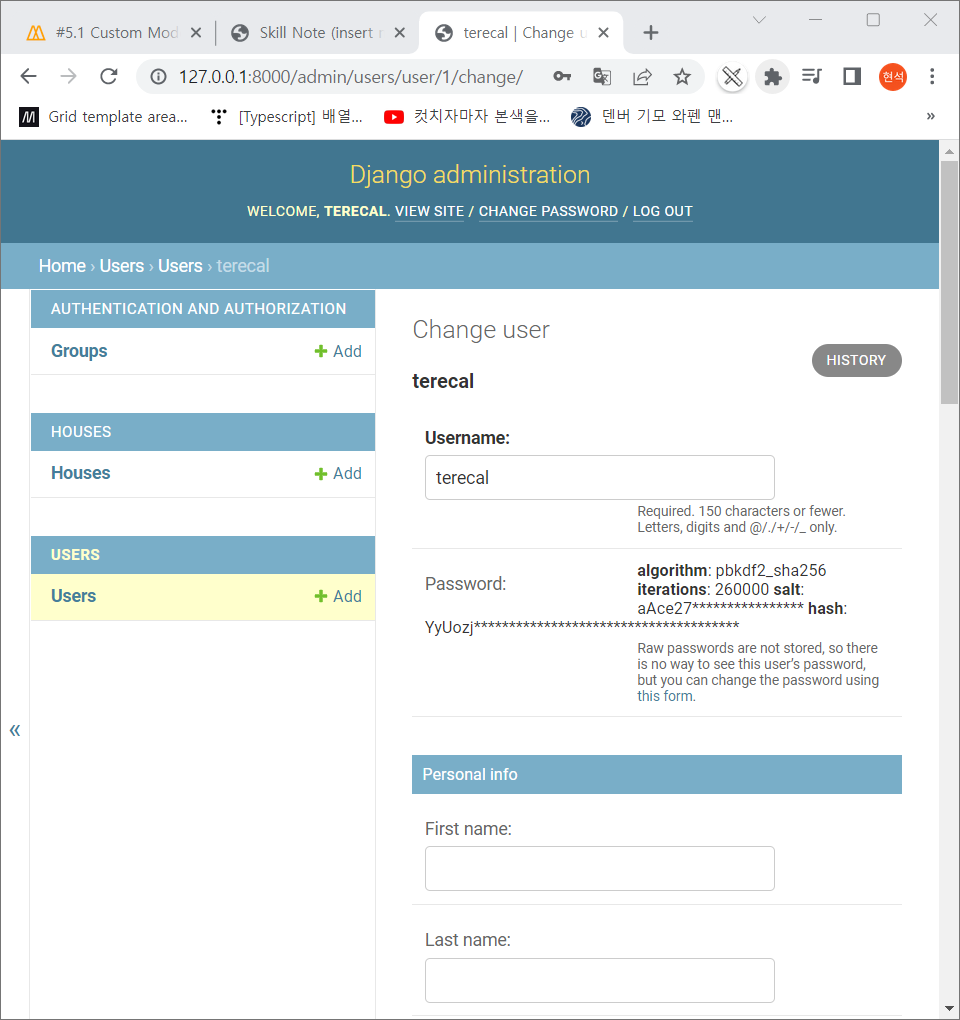 #5.1 Custom Mod
Skill Note (insert
terecal | Change
127.0.0.1:8000/admin/users/user/1/change/
현석
Grid template area...
[Typescript] 배열...
컷치자마자 본색을...
덴버 기모 와펜 맨...
»
Django administration
WELCOME, TERECAL. VIEW SITE / CHANGE PASSWORD / LOG OUT
Home › Users › Users › terecal
AUTHENTICATION AND AUTHORIZATION
Groups + Add
HOUSES
Houses + Add
USERS
Users + Add
«
Change user
HISTORY
terecal
Username:
terecal
Required. 150 characters or fewer.
Letters, digits and @/./+/-/_ only.
Password:
algorithm: pbkdf2_sha256
iterations: 260000 salt:
aAce27**************** hash:
YyUozj**************************************
Raw passwords are not stored, so there
is no way to see this user’s password,
but you can change the password using
this form.
Personal info
First name:
Last name: